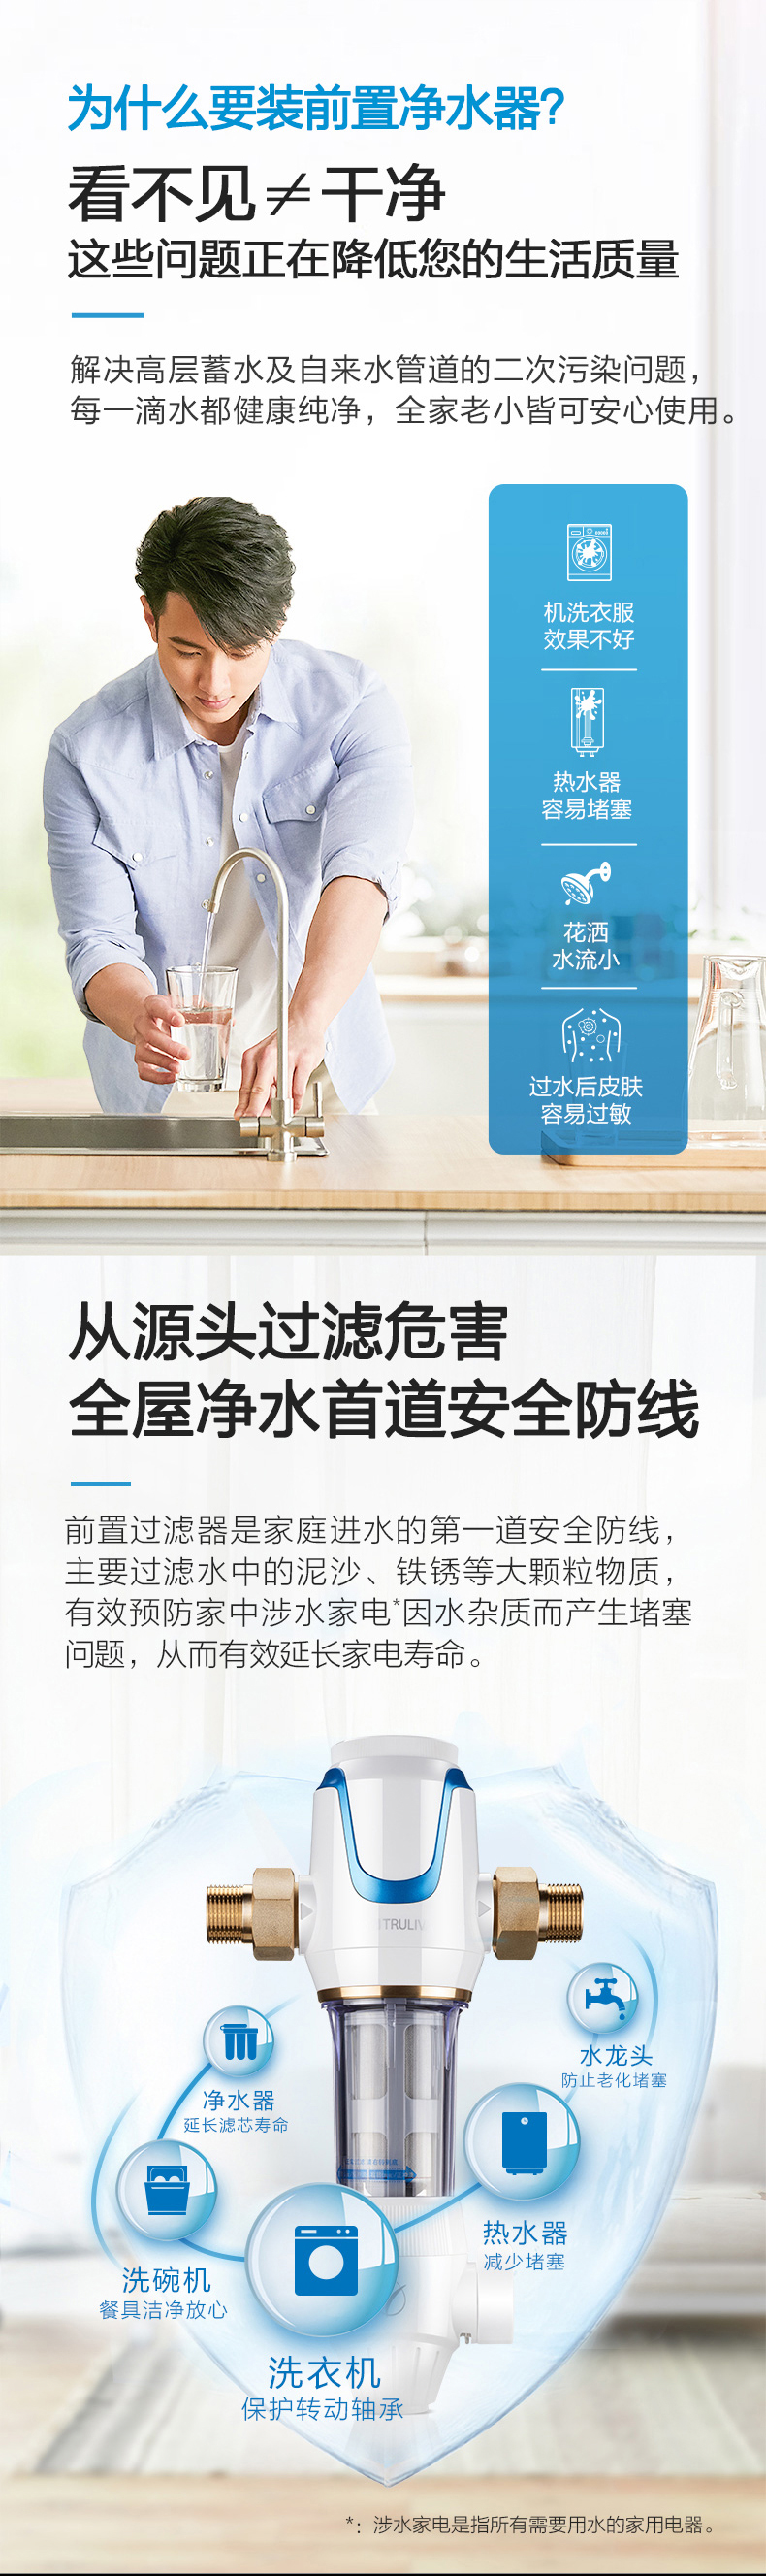 为什么要装前置净水器?
看不见≠干净
这些问题正在降低您的生活质量
解决高层蓄水及自来水管道的二次污染问题，
每一滴水都健康纯净，全家老小皆可安心使用。
机洗衣服
效果不好
热水器
容易堵塞
花洒
水流小
过水后皮肤
容易过敏
从源头过滤危害
全屋净水首道安全防线
前置过滤器是家庭进水的第一道安全防线，
主要过滤水中的泥沙、铁锈等大颗粒物质，
有效预防家中涉水家电*因水杂质而产生堵塞
问题，从而有效延长家电寿命。
TRULIV
水龙头
防止老化堵塞
净水器
延长滤芯寿命
热水器
减少堵塞
洗碗机
餐具洁净放心
洗衣机
保护转动轴承
*：涉水家电是指所有需要用水的家用电器。